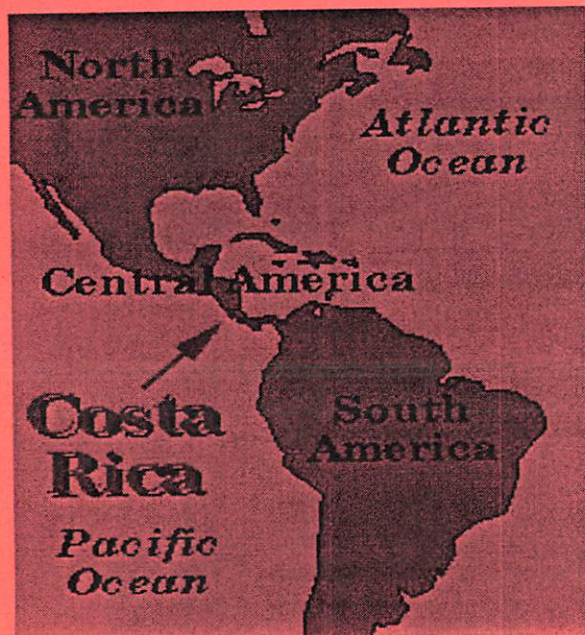 North
America
Atlantic
Ocean
Central America
Costa
Rica
South
America
Pacific
Ocean